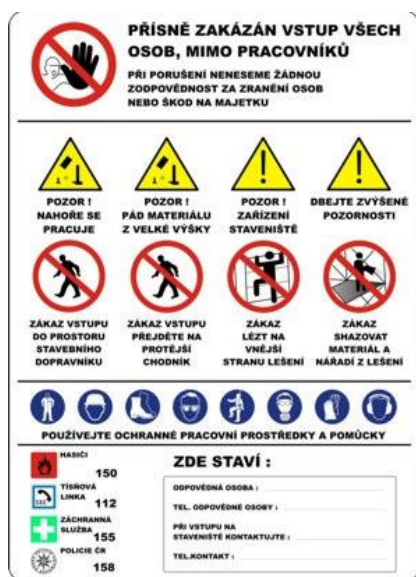 PŘÍSNĚ ZAKÁZÁN VSTUP VŠECH
OSOB, MIMO PRACOVNÍKŮ
PŘI PORUŠENÍ NENESEME ŽÁDNOU
ZODPOVĚDNOST ZA ZRANĚNÍ OSOB
NEBO ŠKOD NA MAJETKU
POZOR !
NAHOŘE SE
PRACUJE
POZOR !
PÁD MATERIÁLU
Z VELKÉ VÝŠKY
POZOR !
ZAŘÍZENÍ
STAVENIŠTĚ
DBEJTE ZVÝŠENÉ
POZORNOSTI
ZÁKAZ VSTUPU
DO PROSTORU
STAVEBNÍHO
DOPRAVNÍKU
ZÁKAZ VSTUPU
PŘEJDĚTE NA
PROTĚJŠÍ
CHODNÍK
ZÁKAZ
LÉZT NA
VNĚJŠÍ
STRANU LEŠENÍ
ZÁKAZ
SHAZOVAT
MATERIÁL A
NÁŘADÍ Z LEŠENÍ
POUŽÍVEJTE OCHRANNÉ PRACOVNÍ PROSTŘEDKY A POMŮCKY
HASIČI
150
TÍSŇOVÁ
LINKA
112
ZÁCHRANNÁ
SLUŽBA
155
POLICIE ČR
158
ZDE STAVÍ :
ODPOVĚDNÁ OSOBA :
TEL. ODPOVĚDNÉ OSOBY :
PŘI VSTUPU NA
STAVENIŠTĚ KONTAKTUJTE :
TEL.KONTAKT :